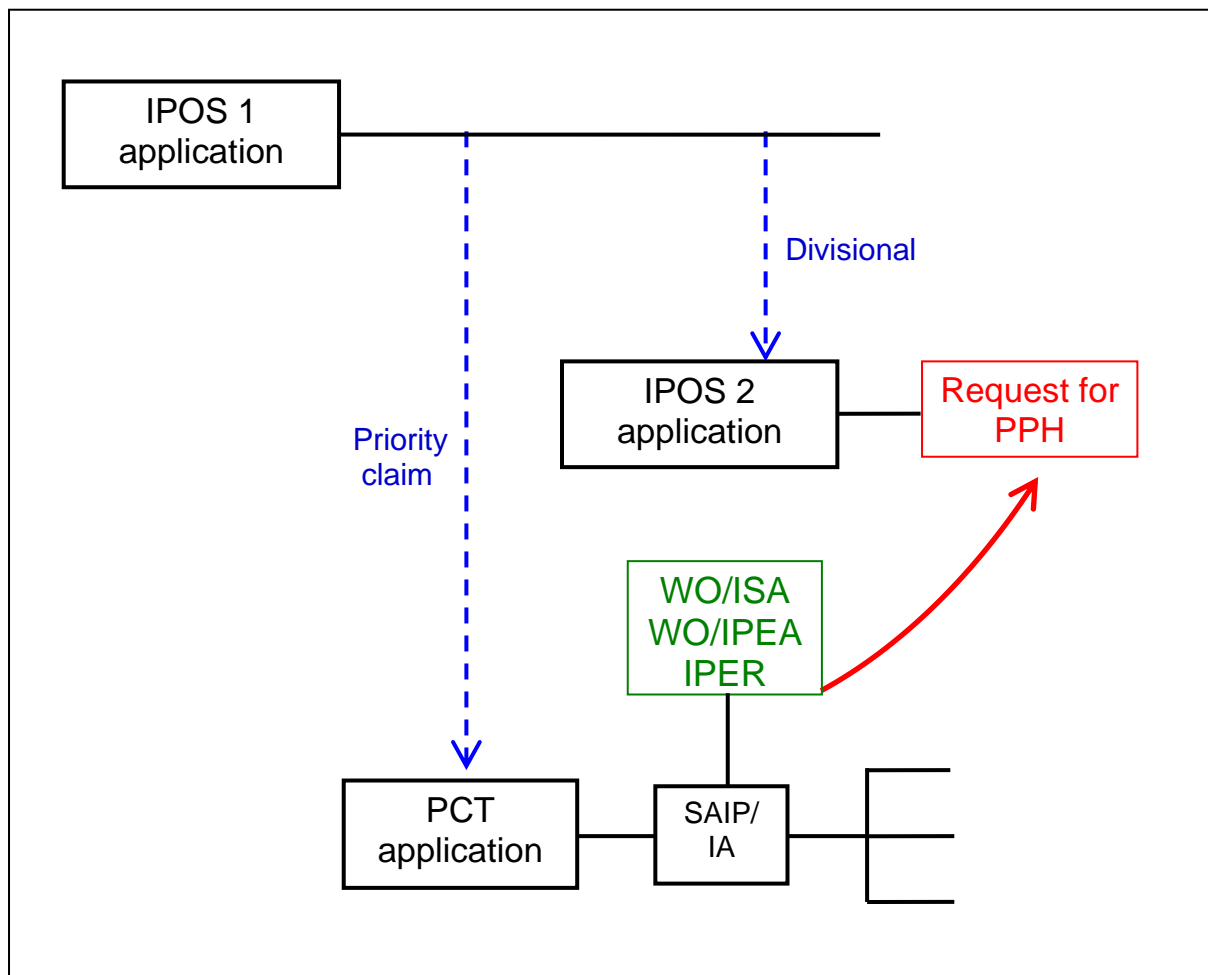 IPOS 1
application
Divisional
IPOS 2
application
Request for
PPH
Priority
claim
WO/ISA
WO/IPEA
IPER
PCT
application
SAIP/
IA